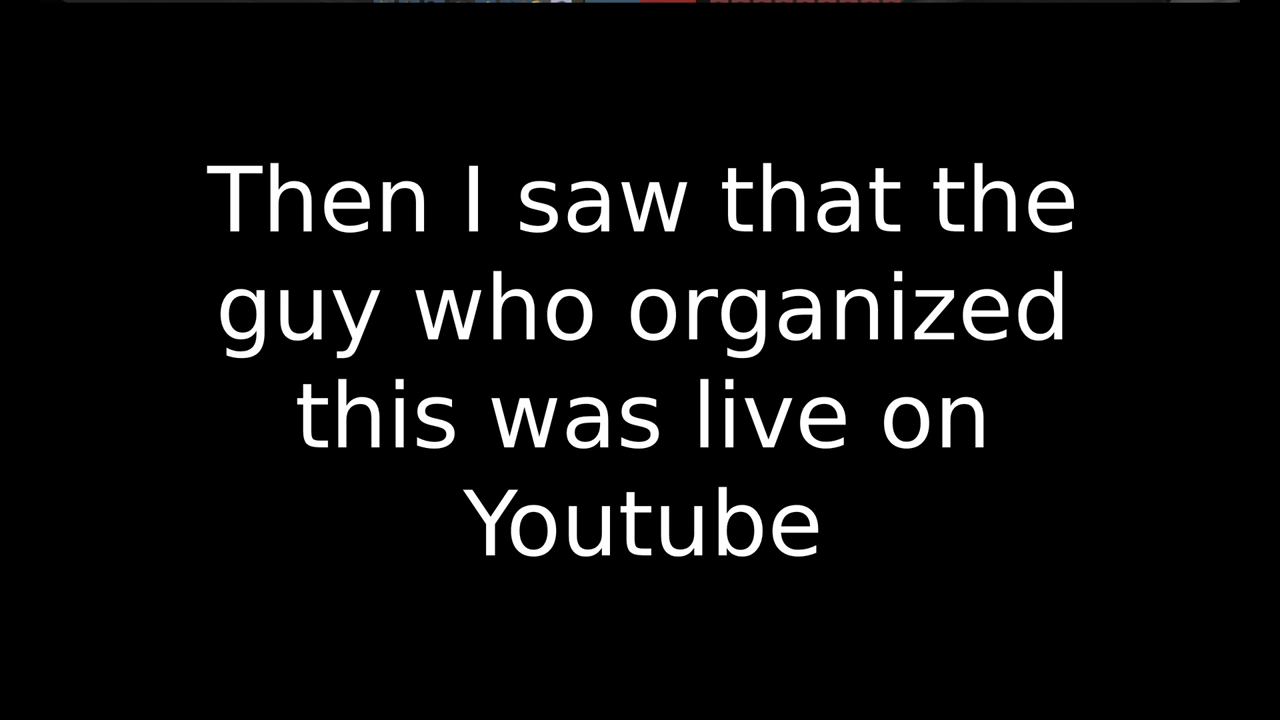 Then I saw that the
guy who organized
this was live on
Youtube